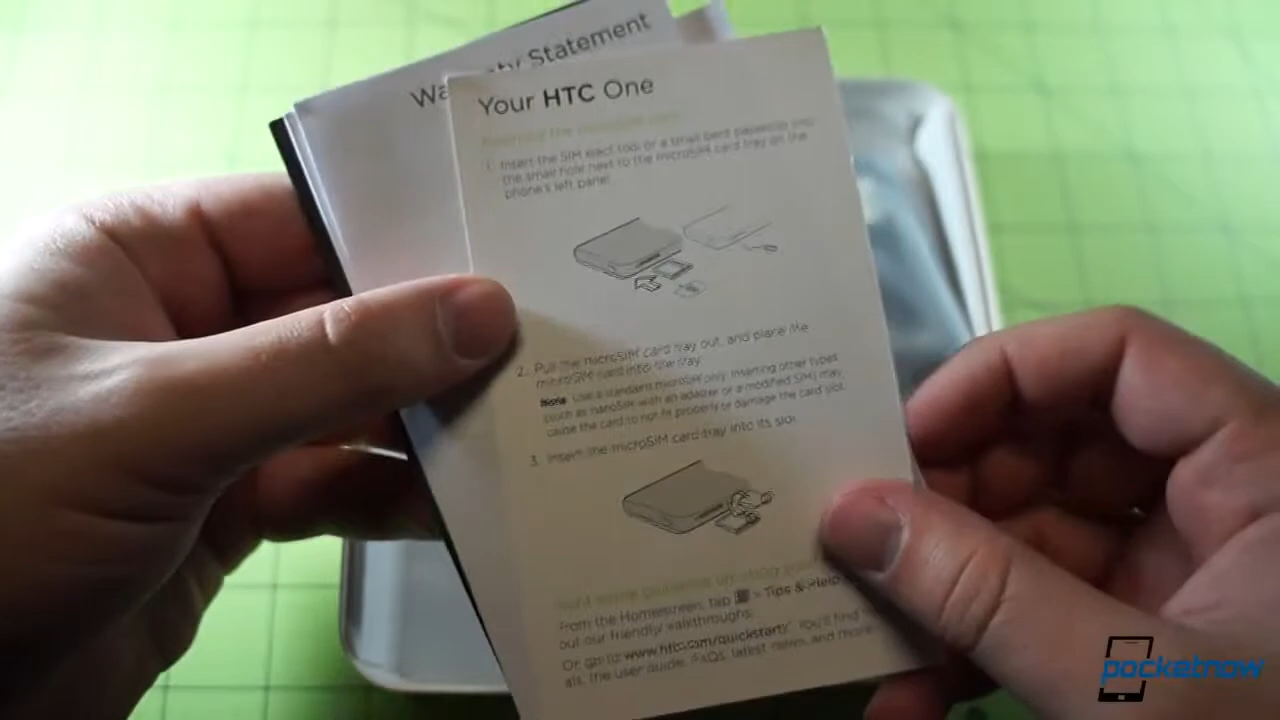 Warranty Statement
Your HTC One
1. Insert the SIM eject tool or a small bent paperclip into
the small hole next to the microSIM card tray on the
phone's left panel.
2. Pull the microSIM card tray out, and place the
microSIM card into the tray.
Note: Use a standard microSIM only. Inserting other types
(such as nanoSIM with an adapter or a modified SIM) may
cause the card to not fit properly or damage the card slot.
3. Insert the microSIM card tray into its slot.
From the Homescreen, tap > Tips & Help
out our friendly walkthroughs.
Or, go to www.htc.com/quickstart/. You'll find
als, the user guide, FAQs, latest news, and more.
pocketnow